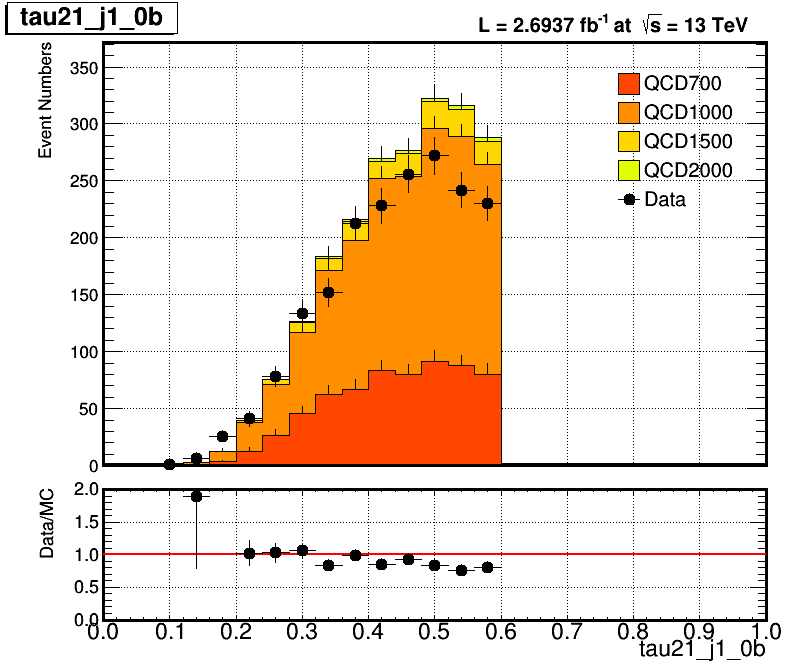 tau21_j1_0b
L = 2.6937 fb⁻¹ at √s = 13 TeV
Event Numbers
350
300
250
200
150
100
50
0
QCD700
QCD1000
QCD1500
QCD2000
Data
Data/MC
2.0
1.5
1.0
0.5
0.0
0.0 0.1 0.2 0.3 0.4 0.5 0.6 0.7 0.8 0.9 1.0
tau21_j1_0b